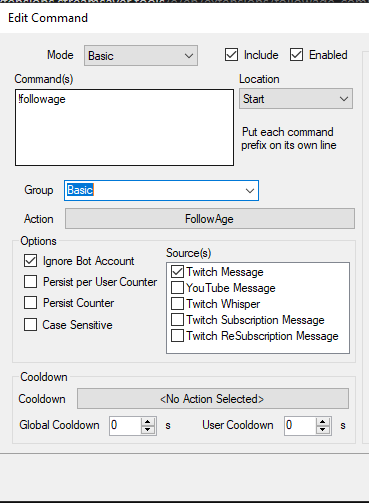 Edit Command
Mode Basic Include Enabled
Command(s) Location
!followage Start
Put each command
prefix on its own line
Group Basic
Action FollowAge
Options
Ignore Bot Account
Persist per User Counter
Persist Counter
Case Sensitive
Source(s)
Twitch Message
YouTube Message
Twitch Whisper
Twitch Subscription Message
Twitch ReSubscription Message
Cooldown
Cooldown <No Action Selected>
Global Cooldown 0 s User Cooldown 0 s